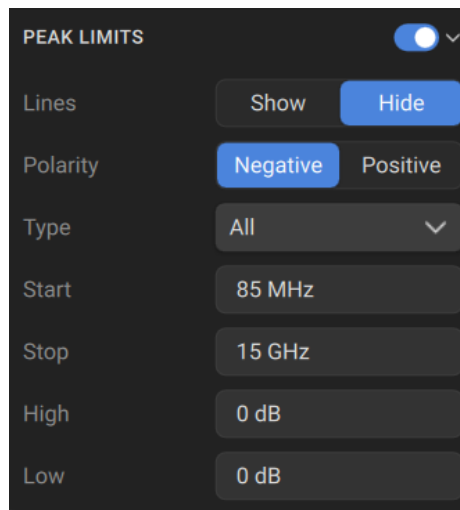 PEAK LIMITS
Lines Show Hide
Polarity Negative Positive
Type All
Start 85 MHz
Stop 15 GHz
High 0 dB
Low 0 dB